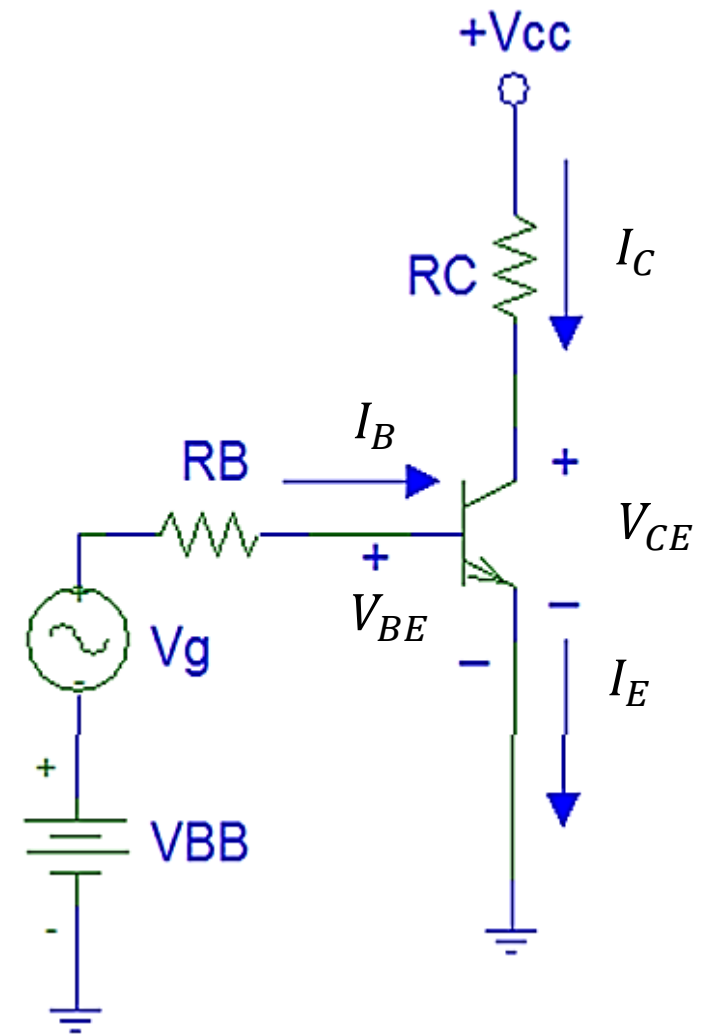 +Vcc
I_C
RC
I_B
RB
+
V_CE
+
V_BE
−
−
Vg
I_E
+
VBB
-